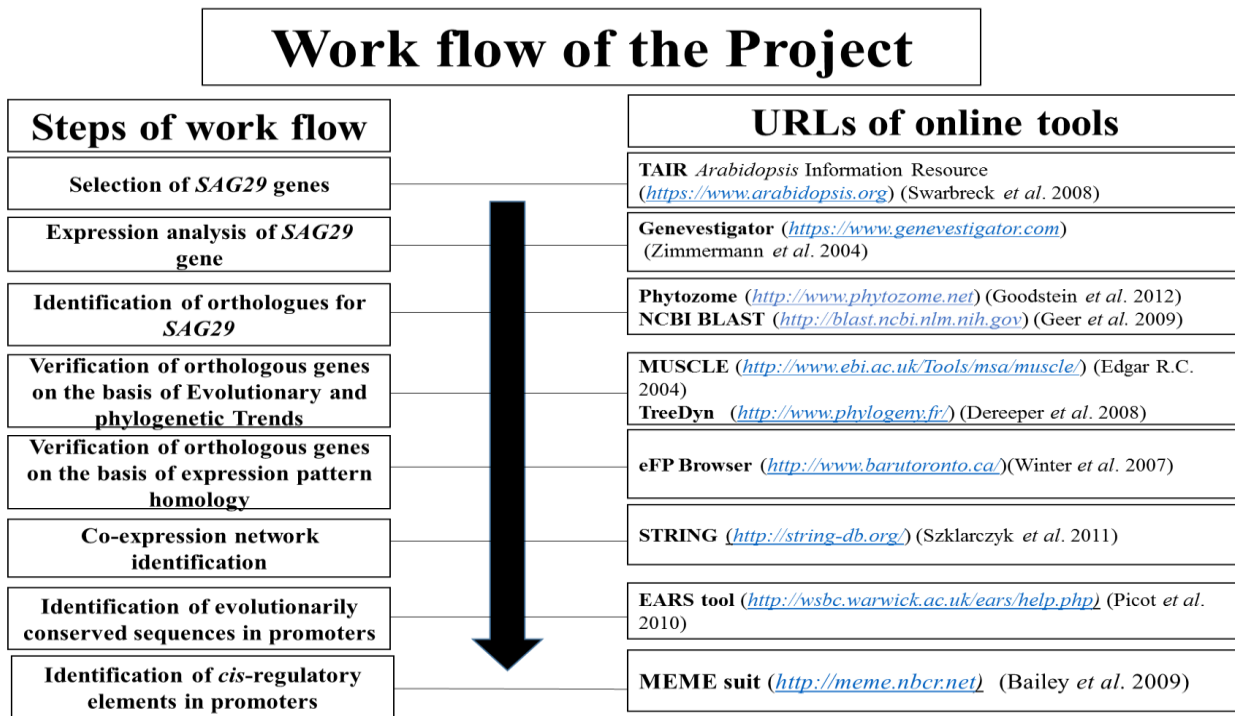 Work flow of the Project
Steps of work flow
URLs of online tools
Selection of SAG29 genes
TAIR Arabidopsis Information Resource
(https://www.arabidopsis.org) (Swarbreck et al. 2008)
Expression analysis of SAG29
gene
Genevestigator (https://www.genevestigator.com)
(Zimmermann et al. 2004)
Identification of orthologues for
SAG29
Phytozome (http://www.phytozome.net) (Goodstein et al. 2012)
NCBI BLAST (http://blast.ncbi.nlm.nih.gov) (Geer et al. 2009)
Verification of orthologous genes
on the basis of Evolutionary and
phylogenetic Trends
MUSCLE (http://www.ebi.ac.uk/Tools/msa/muscle/) (Edgar R.C.
2004)
TreeDyn (http://www.phylogeny.fr/) (Dereeper et al. 2008)
Verification of orthologous genes
on the basis of expression pattern
homology
eFP Browser (http://www.barutoronto.ca/)(Winter et al. 2007)
Co-expression network
identification
STRING (http://string-db.org/) (Szklarczyk et al. 2011)
Identification of evolutionarily
conserved sequences in promoters
EARS tool (http://wsbc.warwick.ac.uk/ears/help.php) (Picot et al.
2010)
Identification of cis-regulatory
elements in promoters
MEME suit (http://meme.nbcr.net) (Bailey et al. 2009)